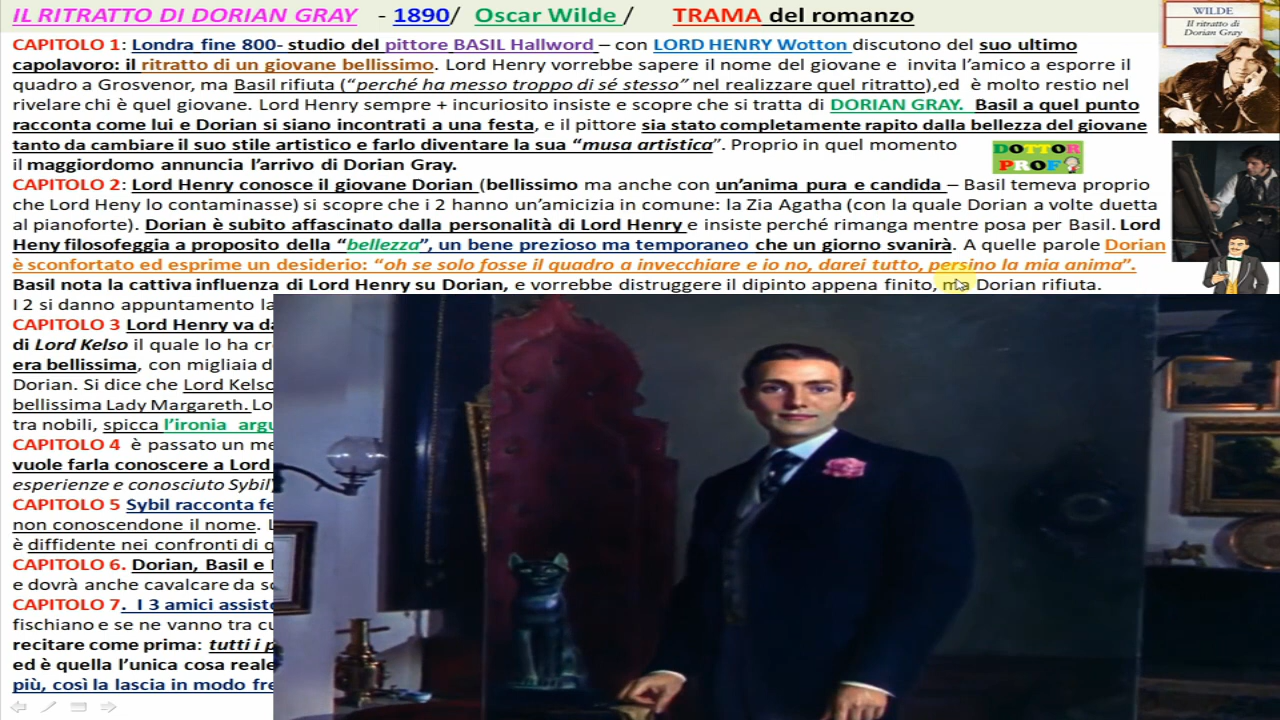 IL RITRATTO DI DORIAN GRAY - 1890/ Oscar Wilde / TRAMA del romanzo
CAPITOLO 1: Londra fine 800- studio del pittore BASIL Hallword – con LORD HENRY Wotton discutono del suo ultimo
capolavoro: il ritratto di un giovane bellissimo. Lord Henry vorrebbe sapere il nome del giovane e invita l'amico a esporre il
quadro a Grosvenor, ma Basil rifiuta ("perché ha messo troppo di sé stesso" nel realizzare quel ritratto),ed è molto restio nel
rivelare chi è quel giovane. Lord Henry sempre + incuriosito insiste e scopre che si tratta di DORIAN GRAY. Basil a quel punto
racconta come lui e Dorian si siano incontrati a una festa, e il pittore sia stato completamente rapito dalla bellezza del giovane
tanto da cambiare il suo stile artistico e farlo diventare la sua "musa artistica". Proprio in quel momento
il maggiordomo annuncia l'arrivo di Dorian Gray.
CAPITOLO 2: Lord Henry conosce il giovane Dorian (bellissimo ma anche con un'anima pura e candida – Basil temeva proprio
che Lord Heny lo contaminasse) si scopre che i 2 hanno un'amicizia in comune: la Zia Agatha (con la quale Dorian a volte duetta
al pianoforte). Dorian è subito affascinato dalla personalità di Lord Henry e insiste perché rimanga mentre posa per Basil. Lord
Heny filosofeggia a proposito della "bellezza", un bene prezioso ma temporaneo che un giorno svanirà. A quelle parole Dorian
è sconfortato ed esprime un desiderio: "oh se solo fosse il quadro a invecchiare e io no, darei tutto, persino la mia anima".
Basil nota la cattiva influenza di Lord Henry su Dorian, e vorrebbe distruggere il dipinto appena finito, ma Dorian rifiuta.
I 2 si danno appuntamento la
CAPITOLO 3 Lord Henry va da
di Lord Kelso il quale lo ha cr
era bellissima, con migliaia d
Dorian. Si dice che Lord Kelso
bellissima Lady Margareth. Lo
tra nobili, spicca l'ironia argu
CAPITOLO 4 è passato un me
vuole farla conoscere a Lord
esperienze e conosciuto Sybil)
CAPITOLO 5 Sybil racconta fe
non conoscendone il nome. L
è diffidente nei confronti di q
CAPITOLO 6. Dorian, Basil e
e dovrà anche cavalcare da so
CAPITOLO 7. I 3 amici assist
fischiano e se ne vanno tra cu
recitare come prima: tutti i p
ed è quella l'unica cosa reale
più, così la lascia in modo fre
WILDE
Il ritratto di
Dorian Gray
DOTTOR
PROF